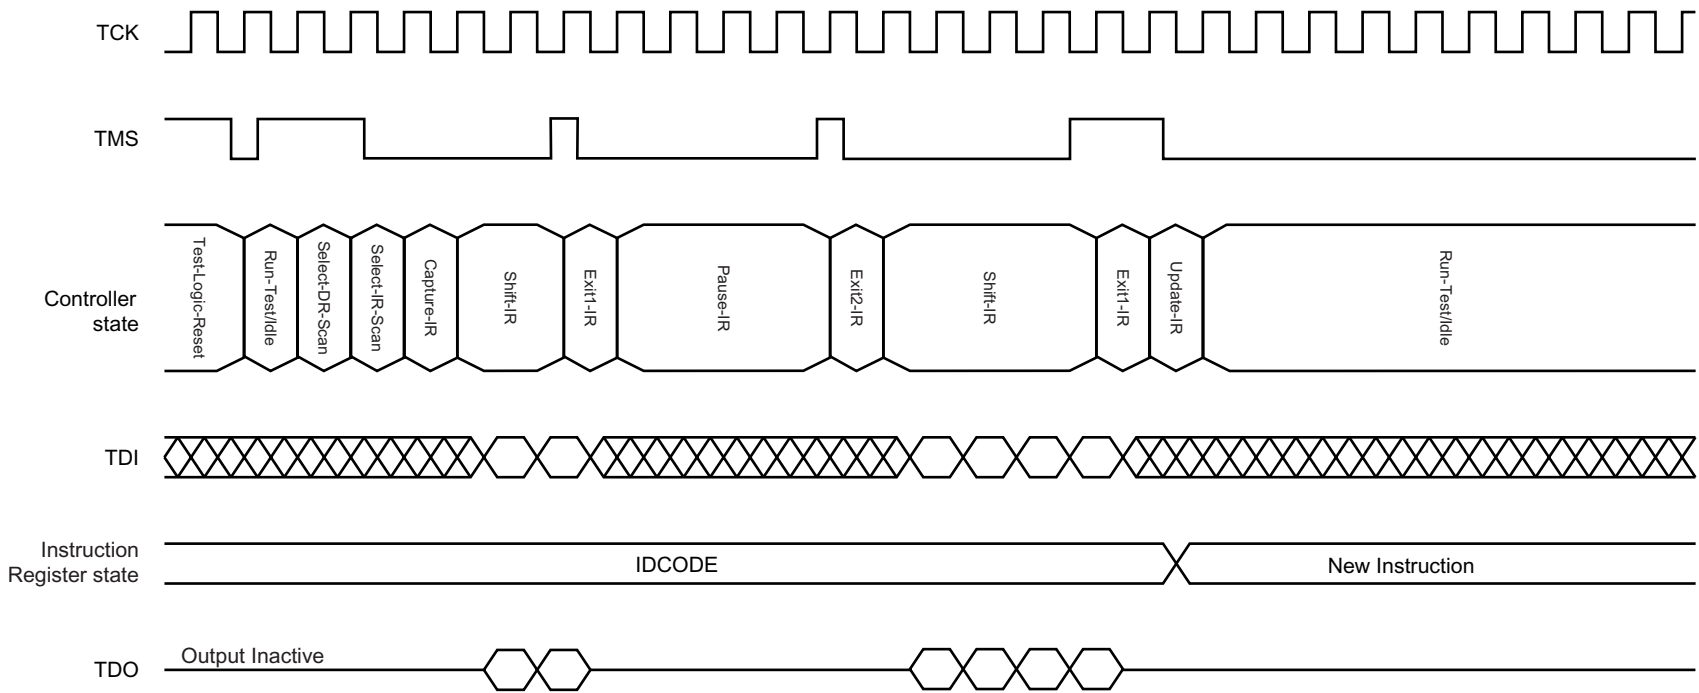 TCK
TMS
Controller
state
Test-Logic-Reset
Run-Test/Idle
Select-DR-Scan
Select-IR-Scan
Capture-IR
Shift-IR
Exit1-IR
Pause-IR
Exit2-IR
Shift-IR
Exit1-IR
Update-IR
Run-Test/Idle
TDI
Instruction
Register state
IDCODE
New Instruction
TDO
Output Inactive